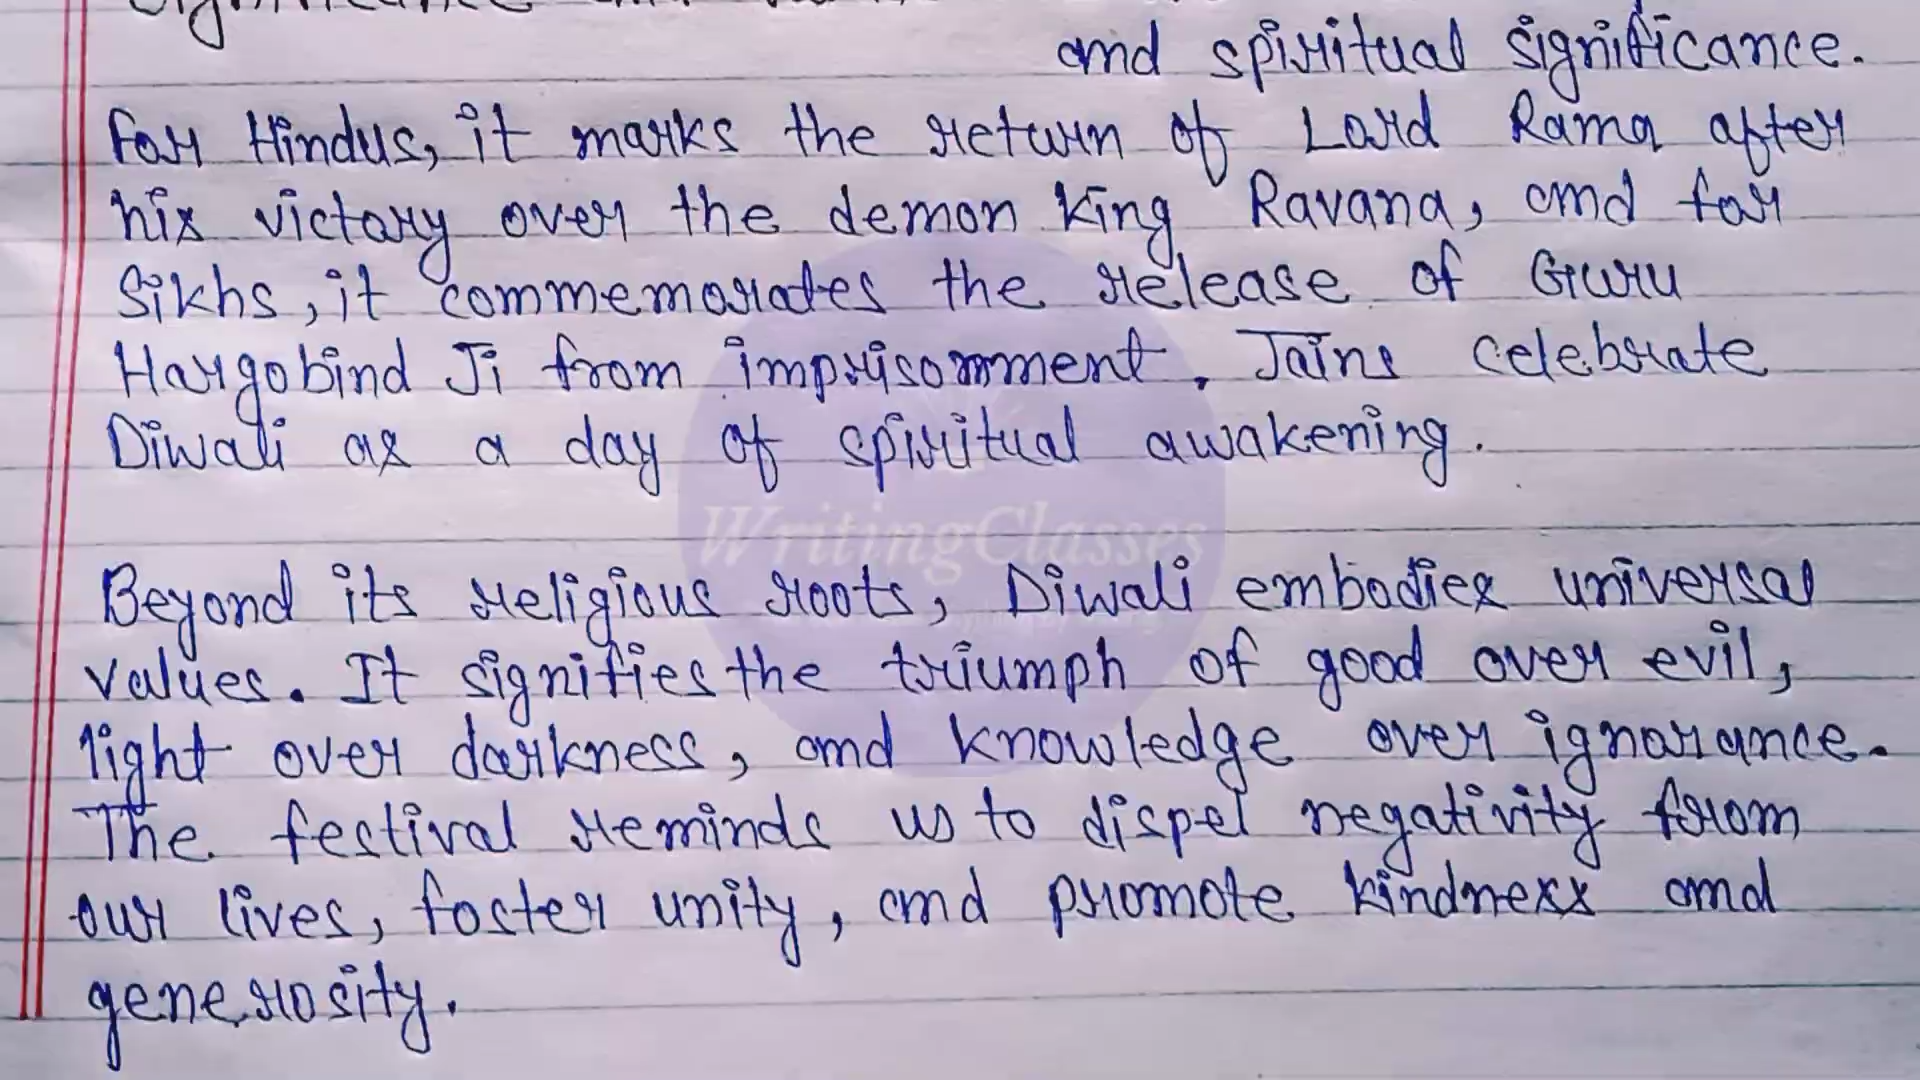 and spiritual significance.
For Hindus, it marks the return of Lord Rama after
his victory over the demon king Ravana, and for
Sikhs, it commemorates the release of Guru
Hargobind Ji from imprisonment. Jains celebrate
Diwali as a day of spiritual awakening.
WritingClasses
Beyond its religious roots, Diwali embodies universal
values. It signifies the triumph of good over evil,
light over darkness, and knowledge over ignorance.
The festival reminds us to dispel negativity from
our lives, foster unity, and promote kindness and
generosity.